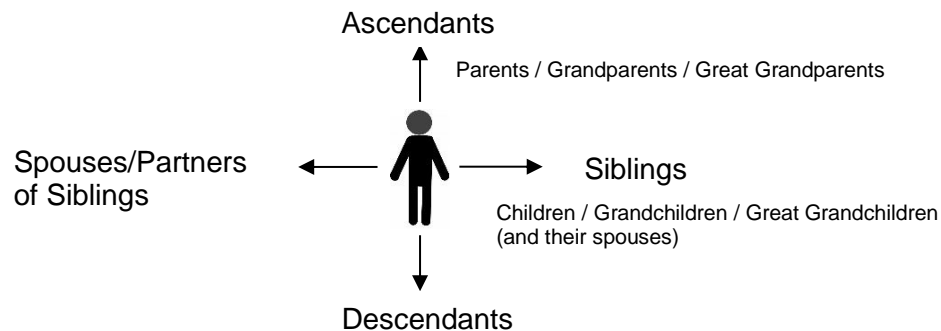 Ascendants
Parents / Grandparents / Great Grandparents
Spouses/Partners
of Siblings
Siblings
Children / Grandchildren / Great Grandchildren
(and their spouses)
Descendants